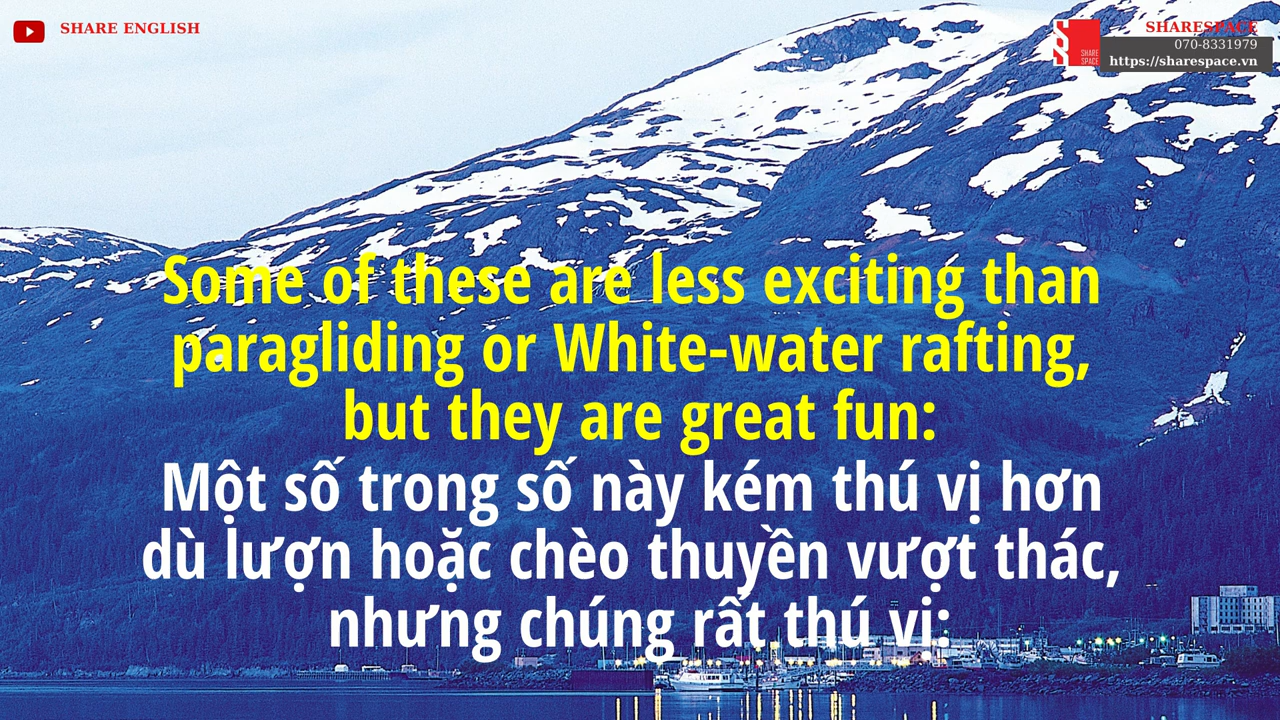 SHARE ENGLISH
SHARESPACE
070-8331979
https://sharespace.vn
SHARE
SPACE
Some of these are less exciting than
paragliding or White-water rafting,
but they are great fun:
Một số trong số này kém thú vị hơn
dù lượn hoặc chèo thuyền vượt thác,
nhưng chúng rất thú vị: